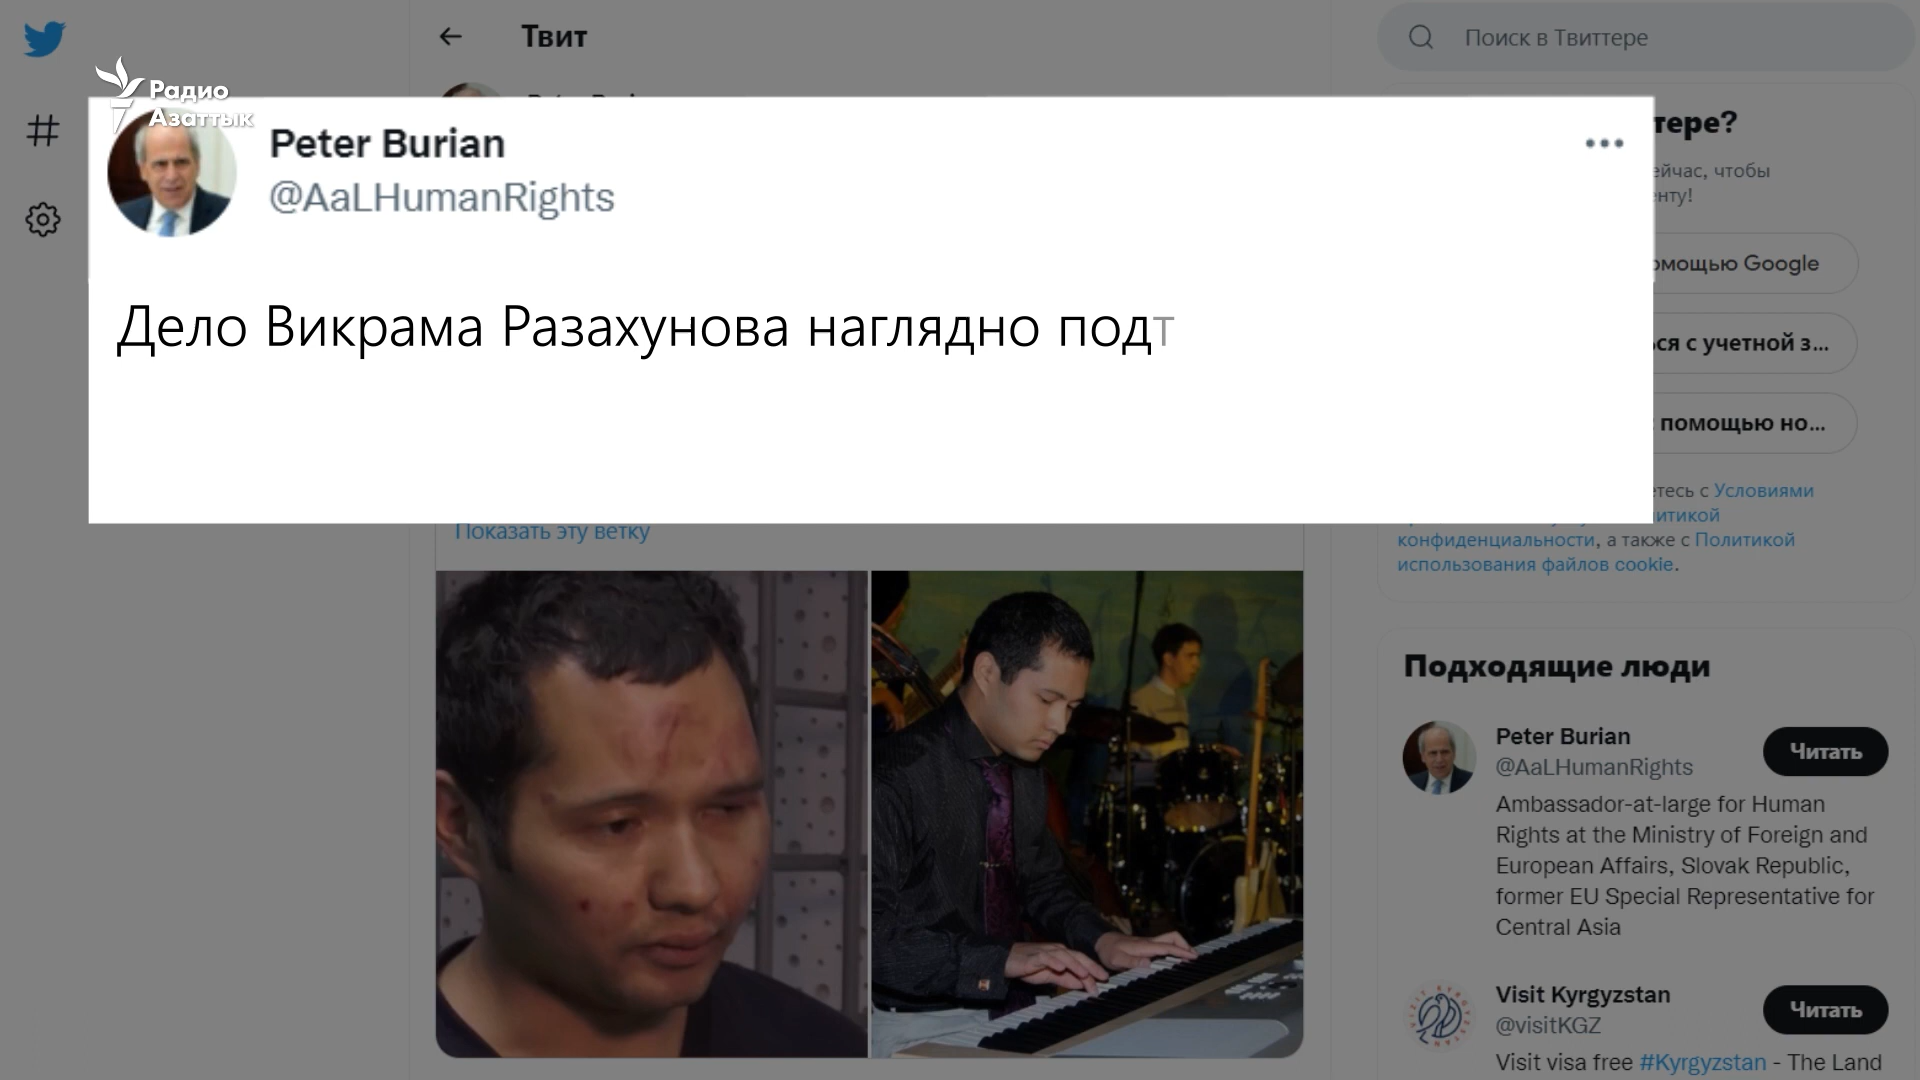 Твит
Поиск в Твиттере
Радио
Азаттык
Peter Burian
@AaLHumanRights
Дело Викрама Разахунова наглядно подт
тере?
ейчас, чтобы
енту!
омощью Google
ся с учетной з...
помощью но...
етесь с Условиями
итикой
конфиденциальности, а также с Политикой
использования файлов cookie.
Показать эту ветку
Подходящие люди
Peter Burian
@AaLHumanRights
Читать
Ambassador-at-large for Human
Rights at the Ministry of Foreign and
European Affairs, Slovak Republic,
former EU Special Representative for
Central Asia
Visit Kyrgyzstan
@visitKGZ
Читать
Visit visa free #Kyrgyzstan - The Land